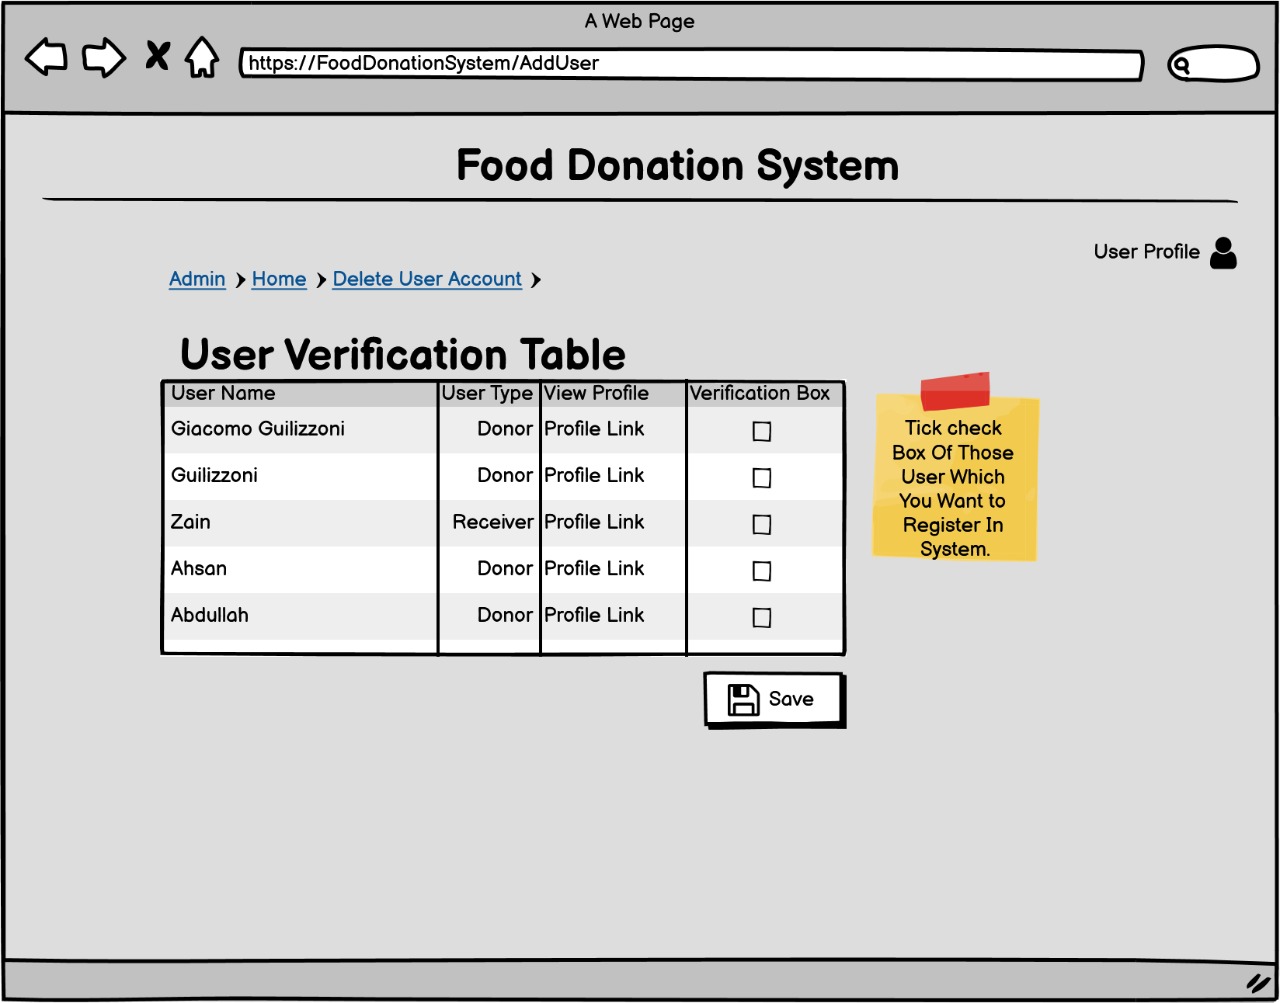 A Web Page
https://FoodDonationSystem/AddUser
Food Donation System
User Profile
Admin Home Delete User Account
User Verification Table
User Name User Type View Profile Verification Box
Giacomo Guilizzoni Donor Profile Link
Guilizzoni Donor Profile Link
Zain Receiver Profile Link
Ahsan Donor Profile Link
Abdullah Donor Profile Link
Tick check
Box Of Those
User Which
You Want to
Register In
System.
Save